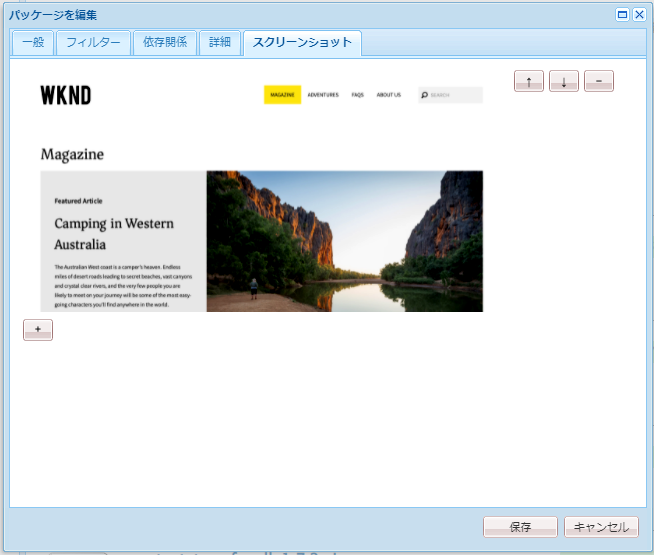 パッケージを編集
一般 フィルター 依存関係 詳細 スクリーンショット
↑ ↓ −
WKND
MAGAZINE ADVENTURES FAQS ABOUT US SEARCH
Magazine
Featured Article
Camping in Western
Australia
The Australian West coast is a camper's heaven. Endless
miles of desert roads leading to secret beaches, vast canyons
and crystal clear rivers, and the very few people you are
likely to meet on your journey will be some of the most easy-
going characters you'll find anywhere in the world.
+
保存 キャンセル